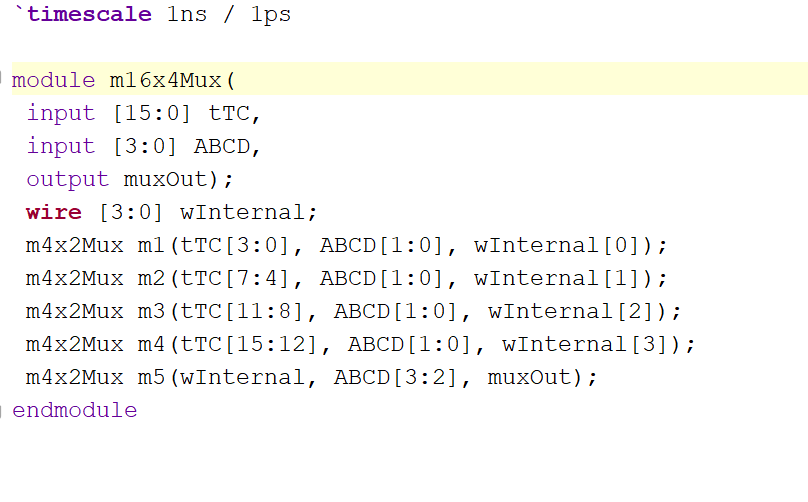 `timescale 1ns / 1ps
module m16x4Mux(
input [15:0] tTC,
input [3:0] ABCD,
output muxOut);
wire [3:0] wInternal;
m4x2Mux m1(tTC[3:0], ABCD[1:0], wInternal[0]);
m4x2Mux m2(tTC[7:4], ABCD[1:0], wInternal[1]);
m4x2Mux m3(tTC[11:8], ABCD[1:0], wInternal[2]);
m4x2Mux m4(tTC[15:12], ABCD[1:0], wInternal[3]);
m4x2Mux m5(wInternal, ABCD[3:2], muxOut);
endmodule